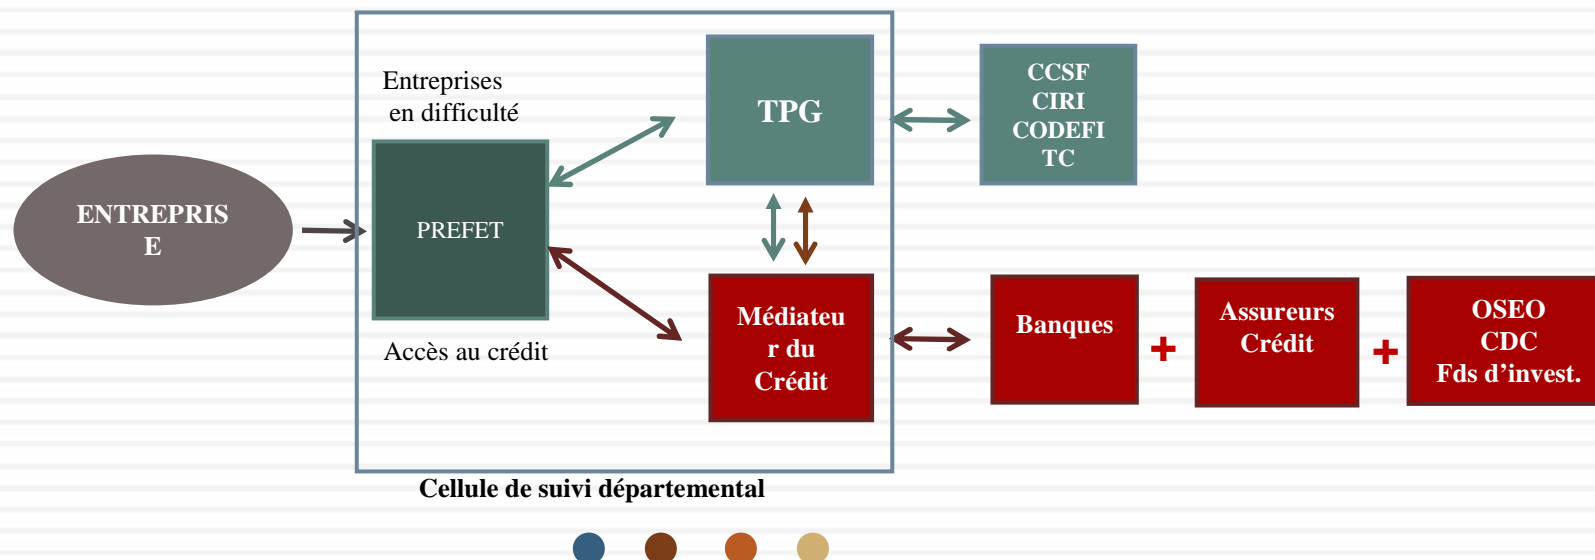 ENTREPRIS
E
Entreprises
en difficulté
PREFET
Accès au crédit
TPG
Médiateu
r du
Crédit
CCSF
CIRI
CODEFI
TC
Banques
+
Assureurs
Crédit
+
OSEO
CDC
Fds d’invest.
Cellule de suivi départemental